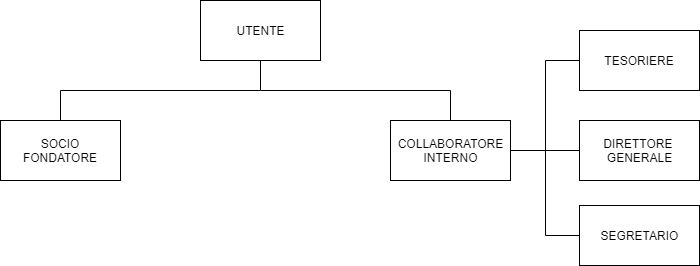 UTENTE
TESORIERE
SOCIO
FONDATORE
COLLABORATORE
INTERNO
DIRETTORE
GENERALE
SEGRETARIO